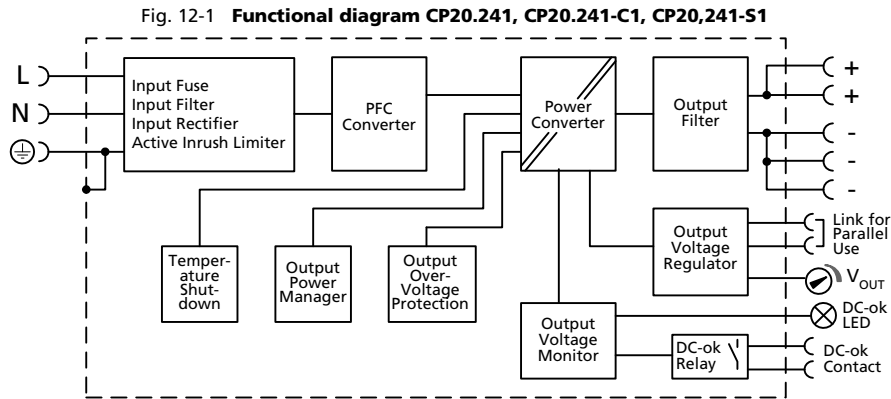 Fig. 12-1 Functional diagram CP20.241, CP20.241-C1, CP20,241-S1
L
N
Input Fuse
Input Filter
Input Rectifier
Active Inrush Limiter
PFC
Converter
Power
Converter
Output
Filter
+
+
-
-
-
Temper-
ature
Shut-
down
Output
Power
Manager
Output
Over-
Voltage
Protection
Output
Voltage
Regulator
Link for
Parallel
Use
VOUT
Output
Voltage
Monitor
DC-ok
LED
DC-ok
Relay
DC-ok
Contact